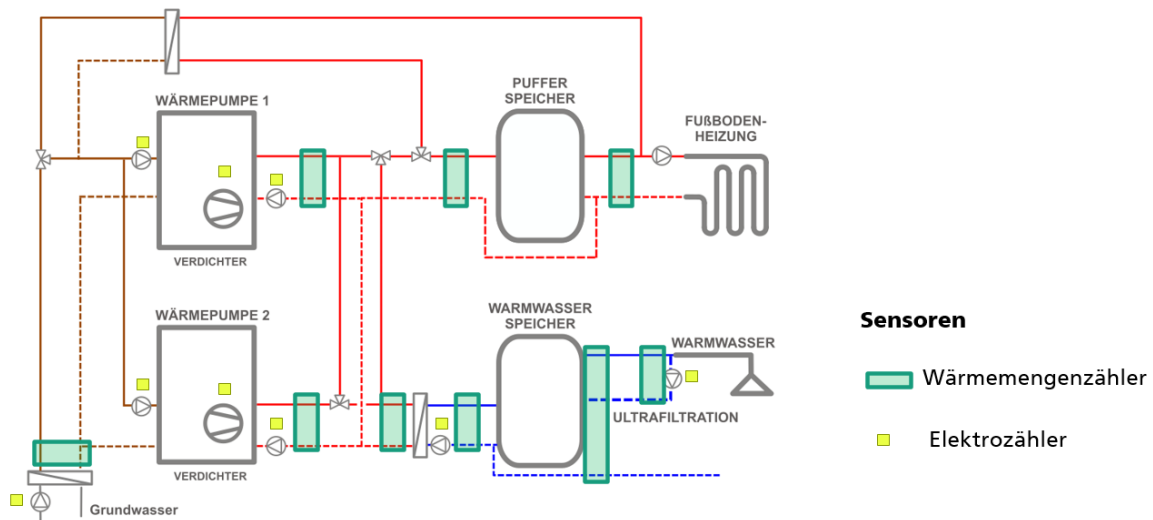 WÄRMEPUMPE 1
PUFFER
SPEICHER
FUßBODEN-
HEIZUNG
VERDICHTER
WÄRMEPUMPE 2
WARMWASSER
SPEICHER
WARMWASSER
ULTRAFILTRATION
VERDICHTER
Grundwasser
Sensoren
Wärmemengenzähler
Elektrozähler